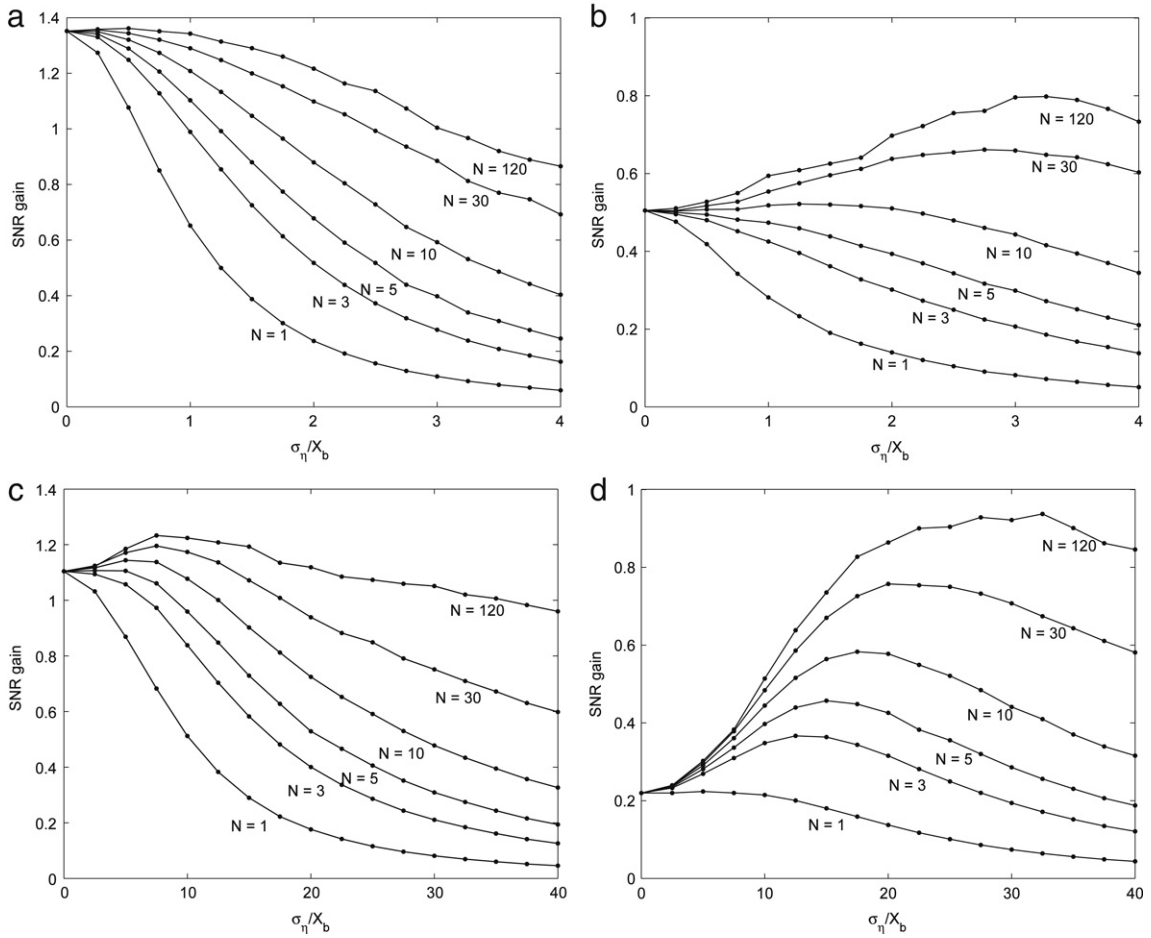 a
1.4
1.2
1
0.8
0.6
0.4
0.2
0
SNR gain
N = 120
N = 30
N = 10
N = 5
N = 3
N = 1
0 1 2 3 4
σ_η/X_b
b
1
0.8
0.6
0.4
0.2
0
SNR gain
N = 120
N = 30
N = 10
N = 5
N = 3
N = 1
0 1 2 3 4
σ_η/X_b
c
1.4
1.2
1
0.8
0.6
0.4
0.2
0
SNR gain
N = 120
N = 30
N = 10
N = 5
N = 3
N = 1
0 10 20 30 40
σ_η/X_b
d
1
0.8
0.6
0.4
0.2
0
SNR gain
N = 120
N = 30
N = 10
N = 5
N = 3
N = 1
0 10 20 30 40
σ_η/X_b